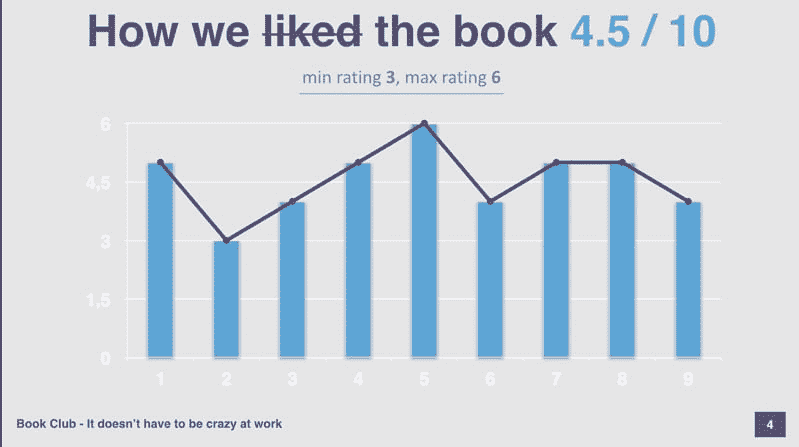 How we liked the book 4.5 / 10
min rating 3, max rating 6
6
4,5
3
1,5
0
1 2 3 4 5 6 7 8 9
Book Club - It doesn't have to be crazy at work
4